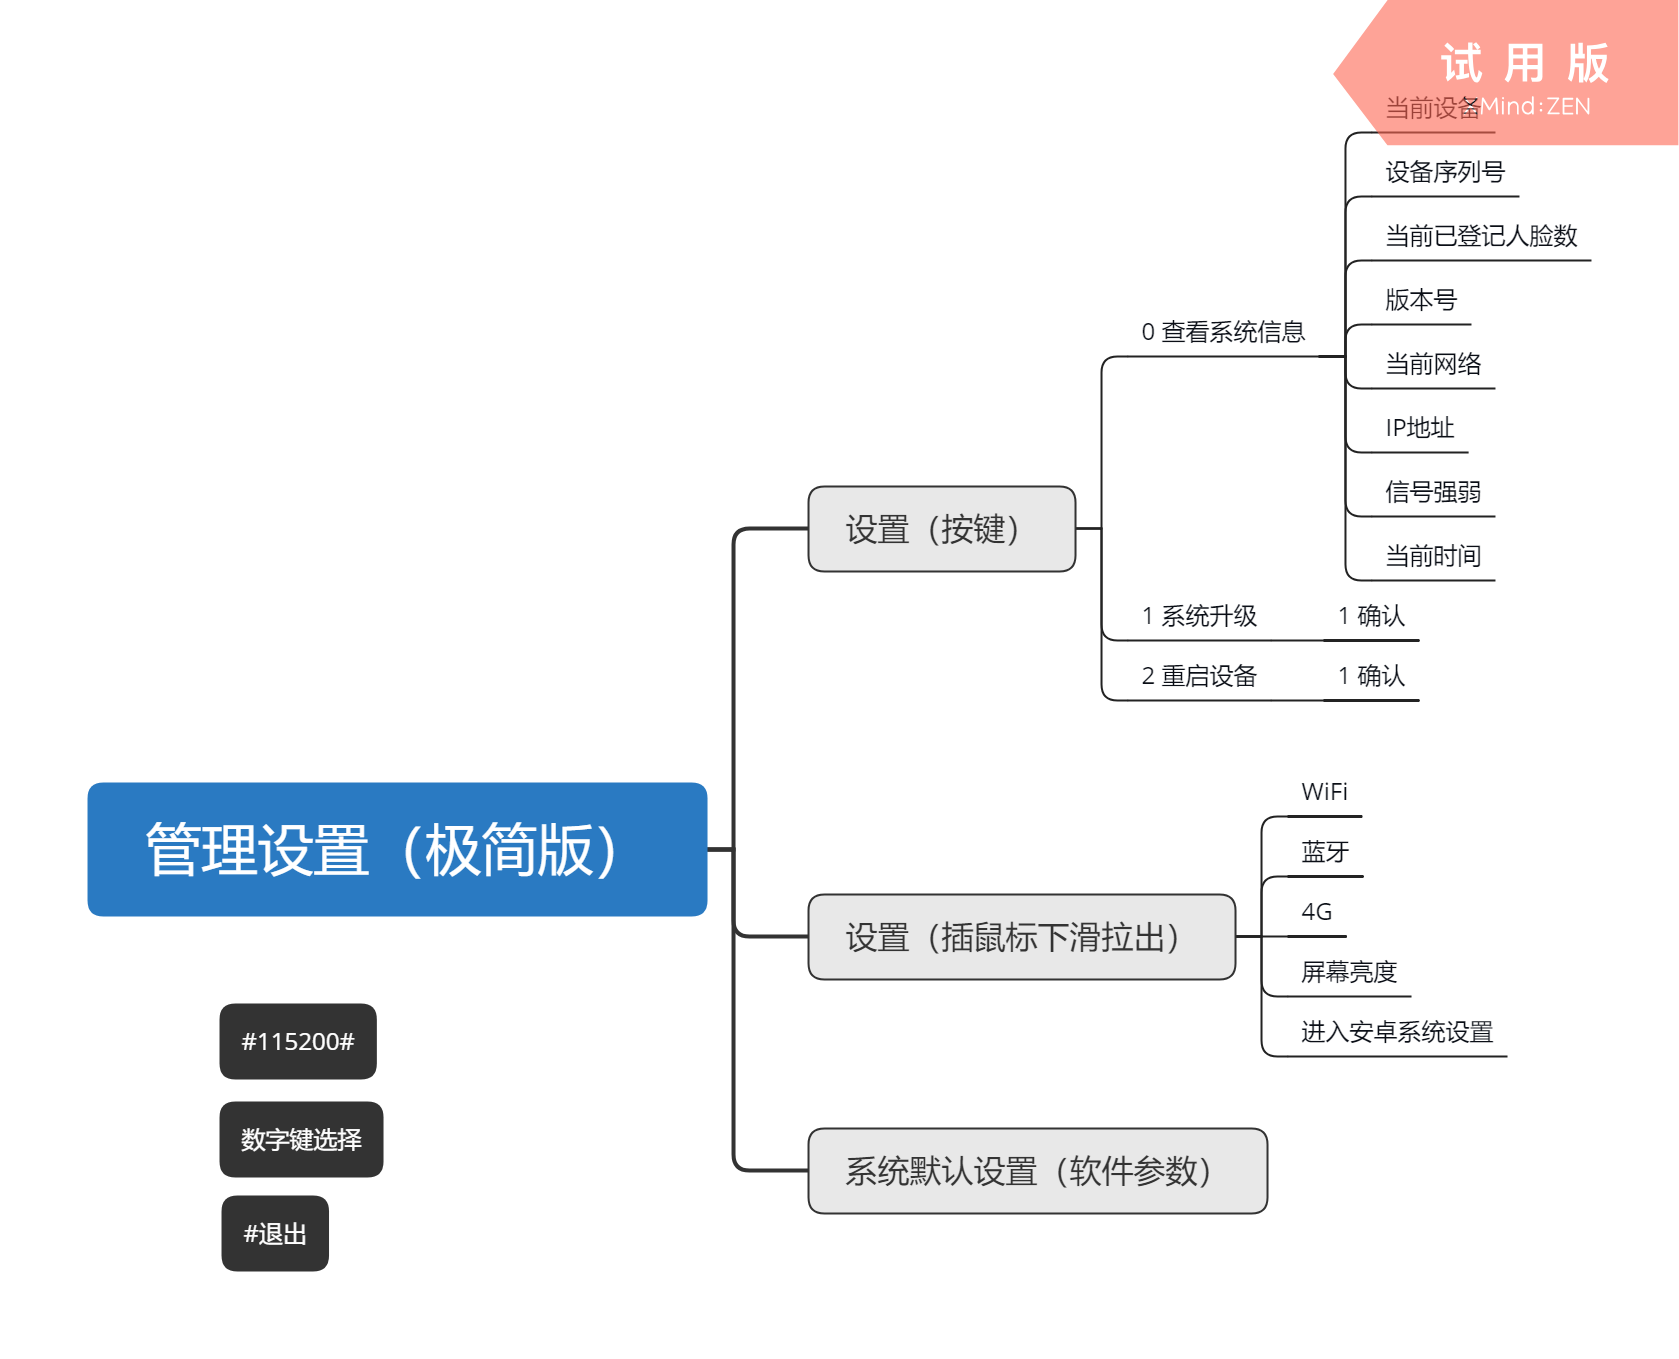 试用版
XMind:ZEN
当前设备
设备序列号
当前已登记人脸数
版本号
0 查看系统信息
当前网络
IP地址
信号强弱
设置（按键）
当前时间
1 系统升级
1 确认
2 重启设备
1 确认
管理设置（极简版）
WiFi
蓝牙
4G
设置（插鼠标下滑拉出）
屏幕亮度
进入安卓系统设置
#115200#
数字键选择
系统默认设置（软件参数）
#退出